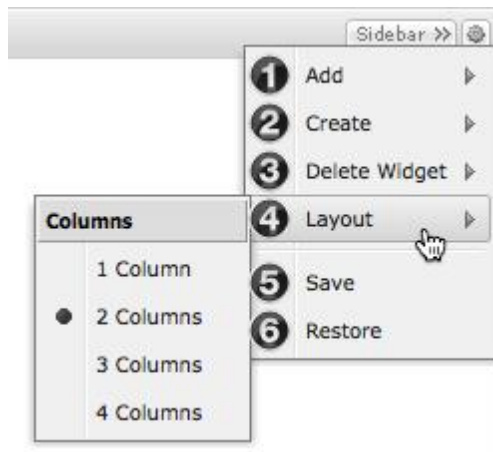 Sidebar >>
1 Add
2 Create
3 Delete Widget
4 Layout
5 Save
6 Restore
Columns
1 Column
2 Columns
3 Columns
4 Columns